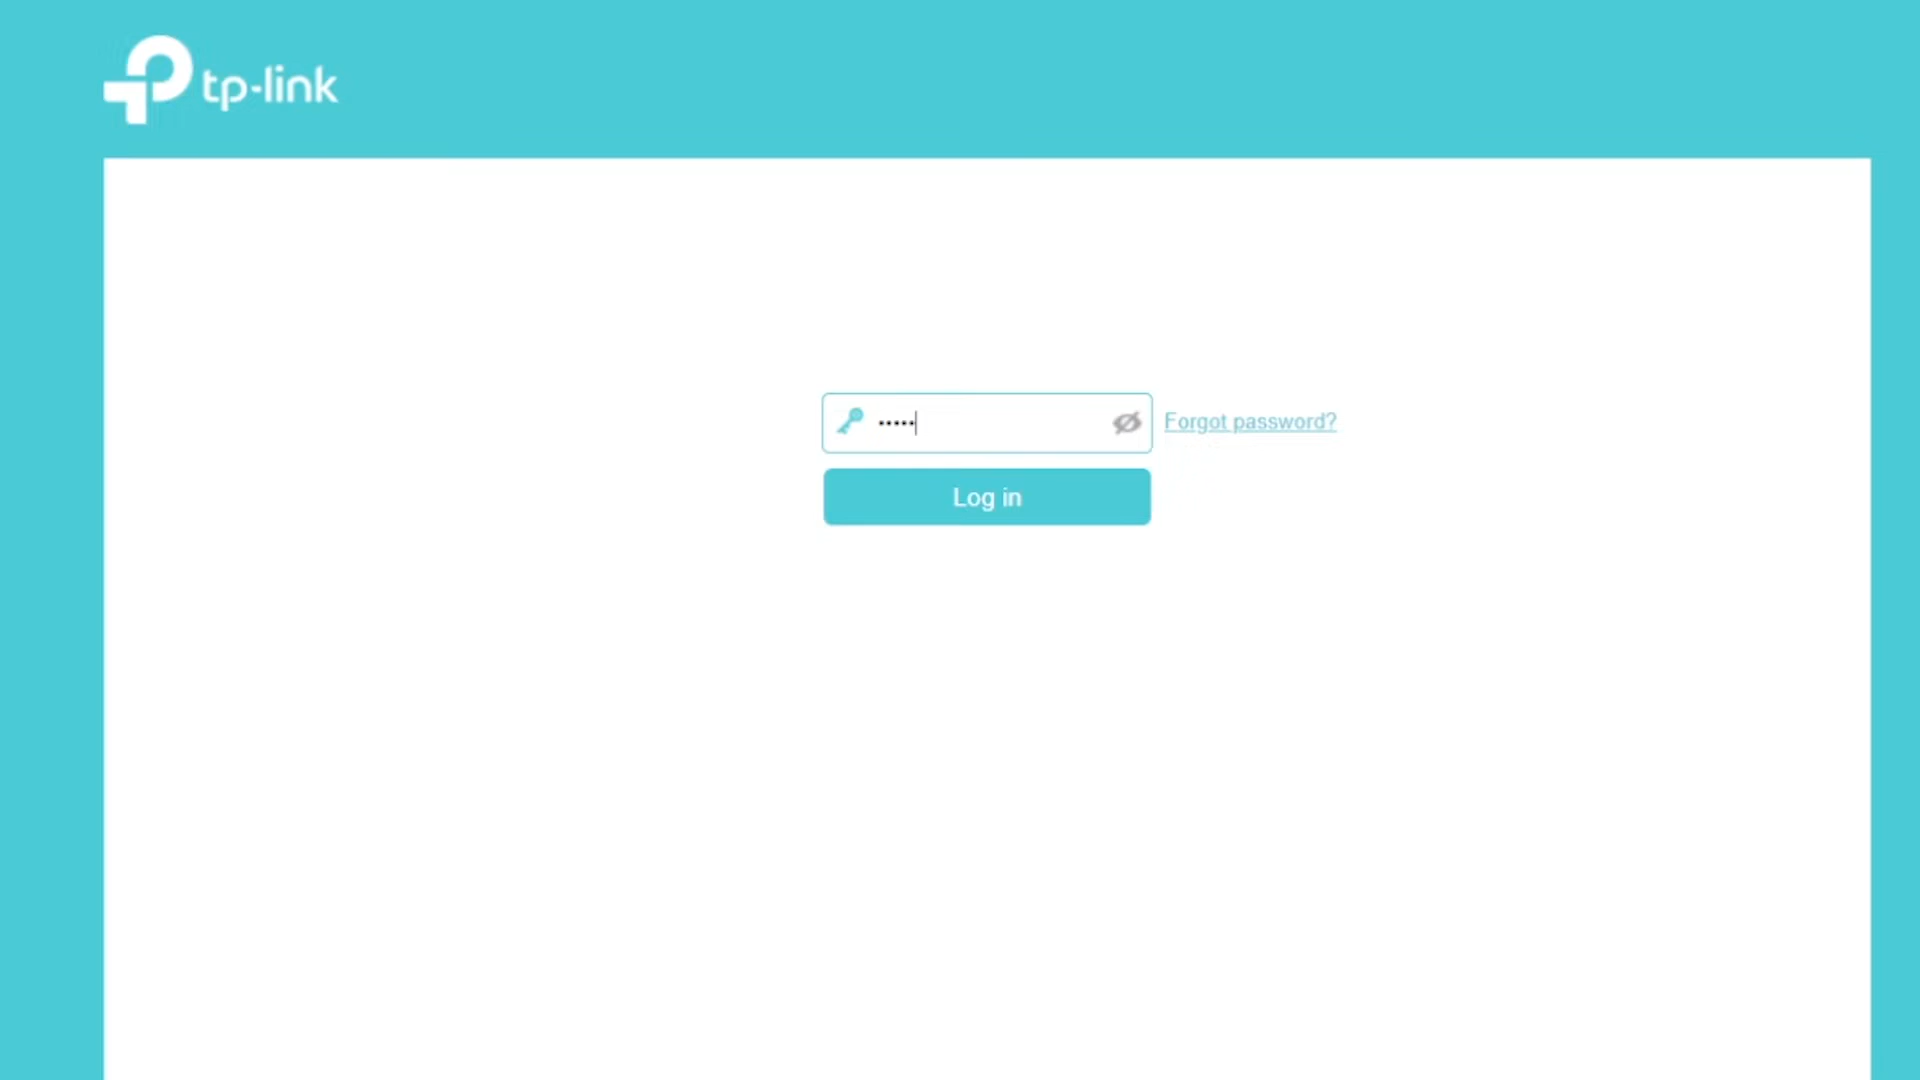 tp-link
•••••
Forgot password?
Log in